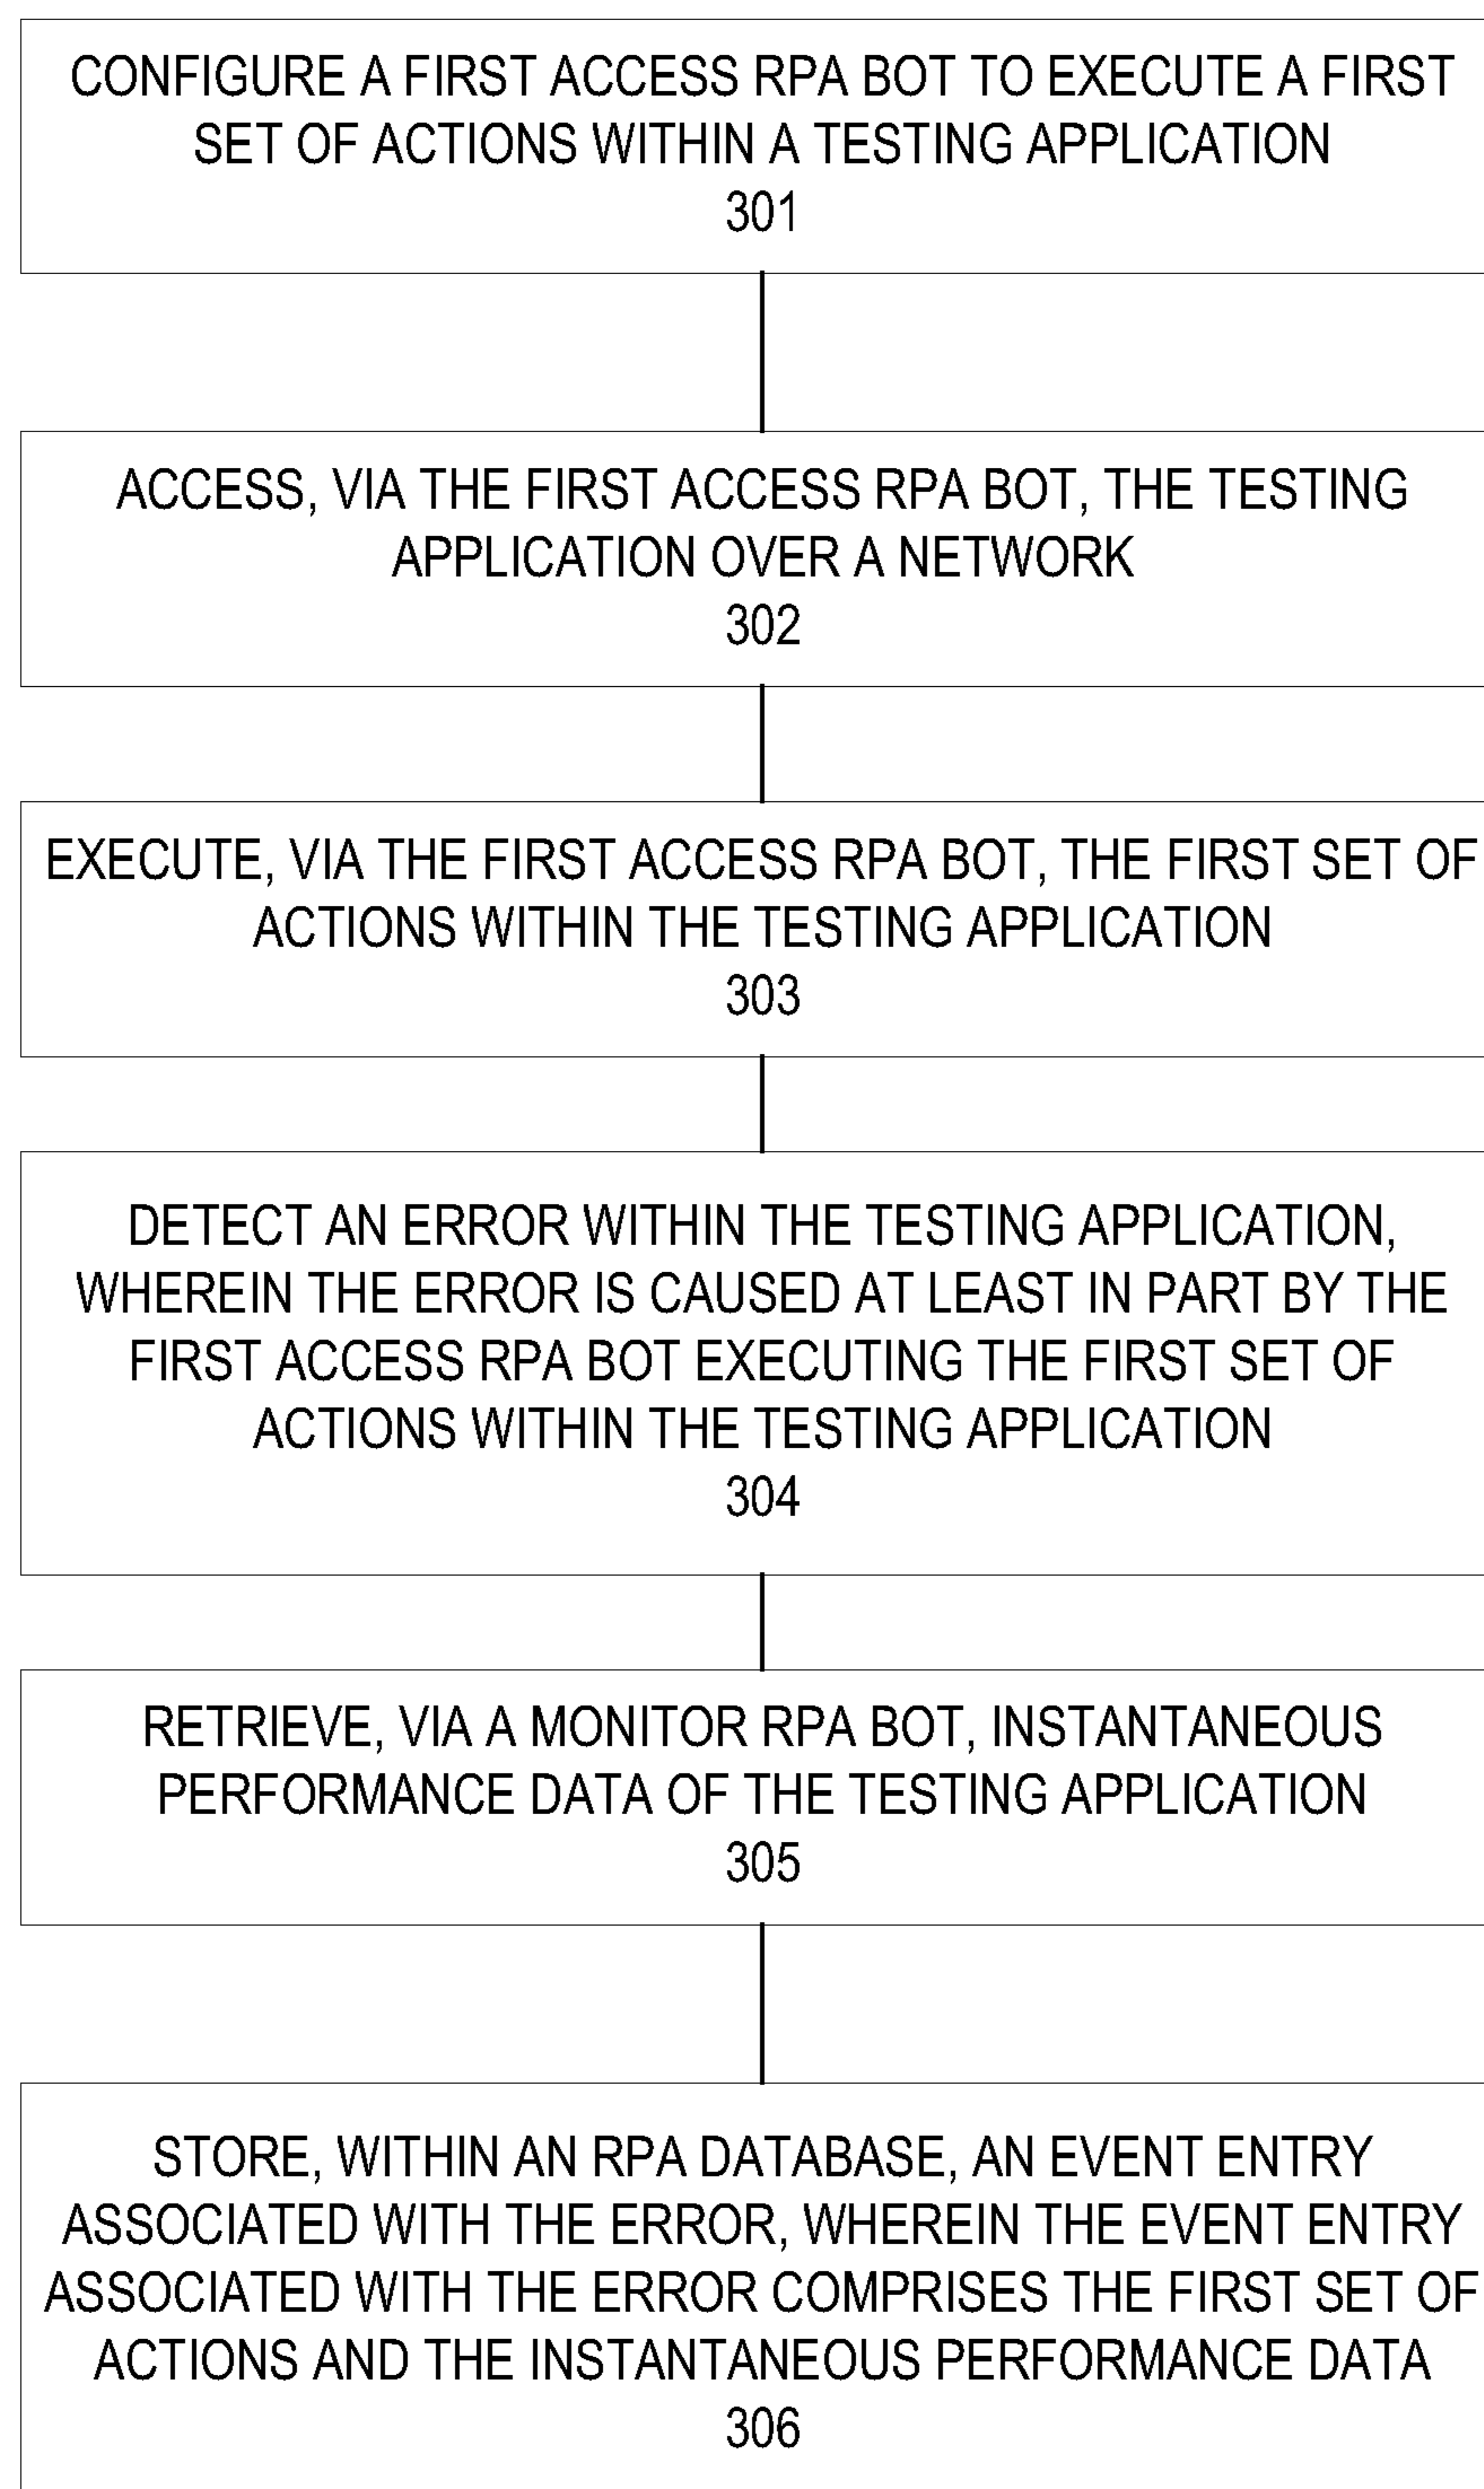 CONFIGURE A FIRST ACCESS RPA BOT TO EXECUTE A FIRST
SET OF ACTIONS WITHIN A TESTING APPLICATION
301
ACCESS, VIA THE FIRST ACCESS RPA BOT, THE TESTING
APPLICATION OVER A NETWORK
302
EXECUTE, VIA THE FIRST ACCESS RPA BOT, THE FIRST SET OF
ACTIONS WITHIN THE TESTING APPLICATION
303
DETECT AN ERROR WITHIN THE TESTING APPLICATION,
WHEREIN THE ERROR IS CAUSED AT LEAST IN PART BY THE
FIRST ACCESS RPA BOT EXECUTING THE FIRST SET OF
ACTIONS WITHIN THE TESTING APPLICATION
304
RETRIEVE, VIA A MONITOR RPA BOT, INSTANTANEOUS
PERFORMANCE DATA OF THE TESTING APPLICATION
305
STORE, WITHIN AN RPA DATABASE, AN EVENT ENTRY
ASSOCIATED WITH THE ERROR, WHEREIN THE EVENT ENTRY
ASSOCIATED WITH THE ERROR COMPRISES THE FIRST SET OF
ACTIONS AND THE INSTANTANEOUS PERFORMANCE DATA
306